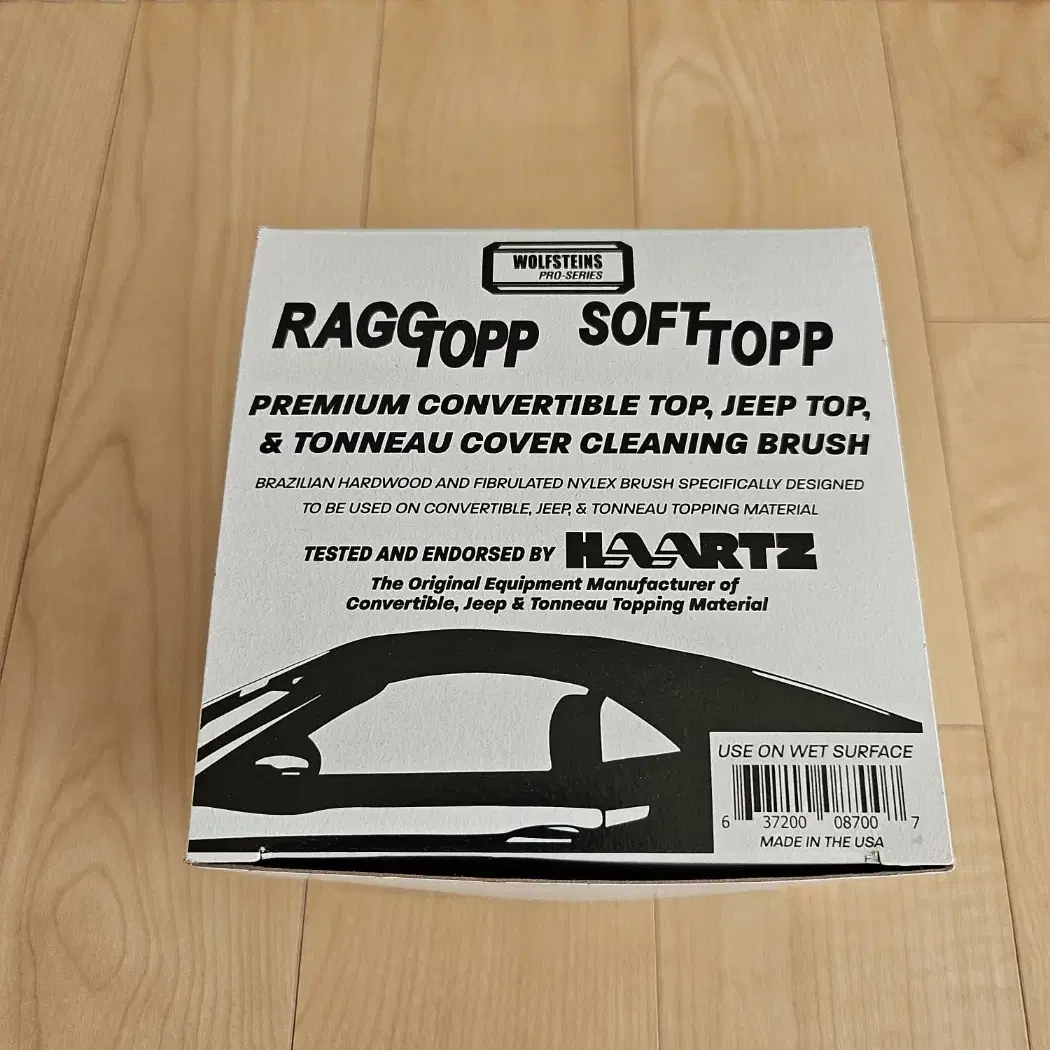 WOLFSTEINS
PRO-SERIES
RAGGTOPP SOFTTOPP
PREMIUM CONVERTIBLE TOP, JEEP TOP,
& TONNEAU COVER CLEANING BRUSH
BRAZILIAN HARDWOOD AND FIBRULATED NYLEX BRUSH SPECIFICALLY DESIGNED
TO BE USED ON CONVERTIBLE, JEEP, & TONNEAU TOPPING MATERIAL
TESTED AND ENDORSED BY HAARTZ
The Original Equipment Manufacturer of
Convertible, Jeep & Tonneau Topping Material
USE ON WET SURFACE
6 37200 08700 7
MADE IN THE USA